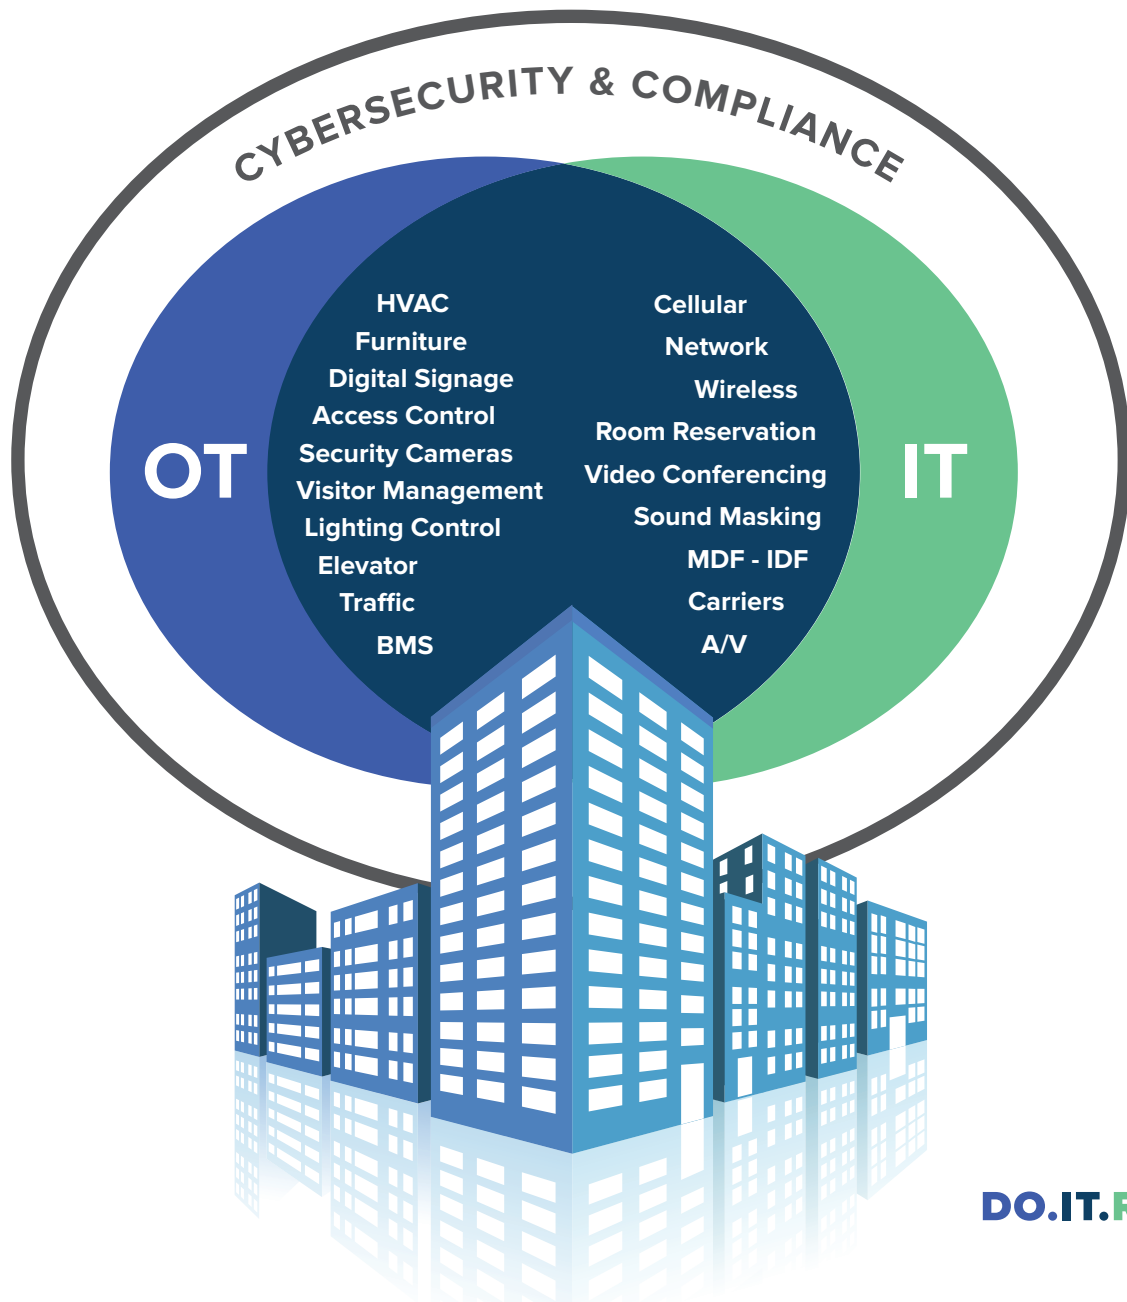 CYBERSECURITY & COMPLIANCE
OT
HVAC
Furniture
Digital Signage
Access Control
Security Cameras
Visitor Management
Lighting Control
Elevator
Traffic
BMS
Cellular
Network
Wireless
Room Reservation
Video Conferencing
Sound Masking
MDF - IDF
Carriers
A/V
IT
DO.IT.